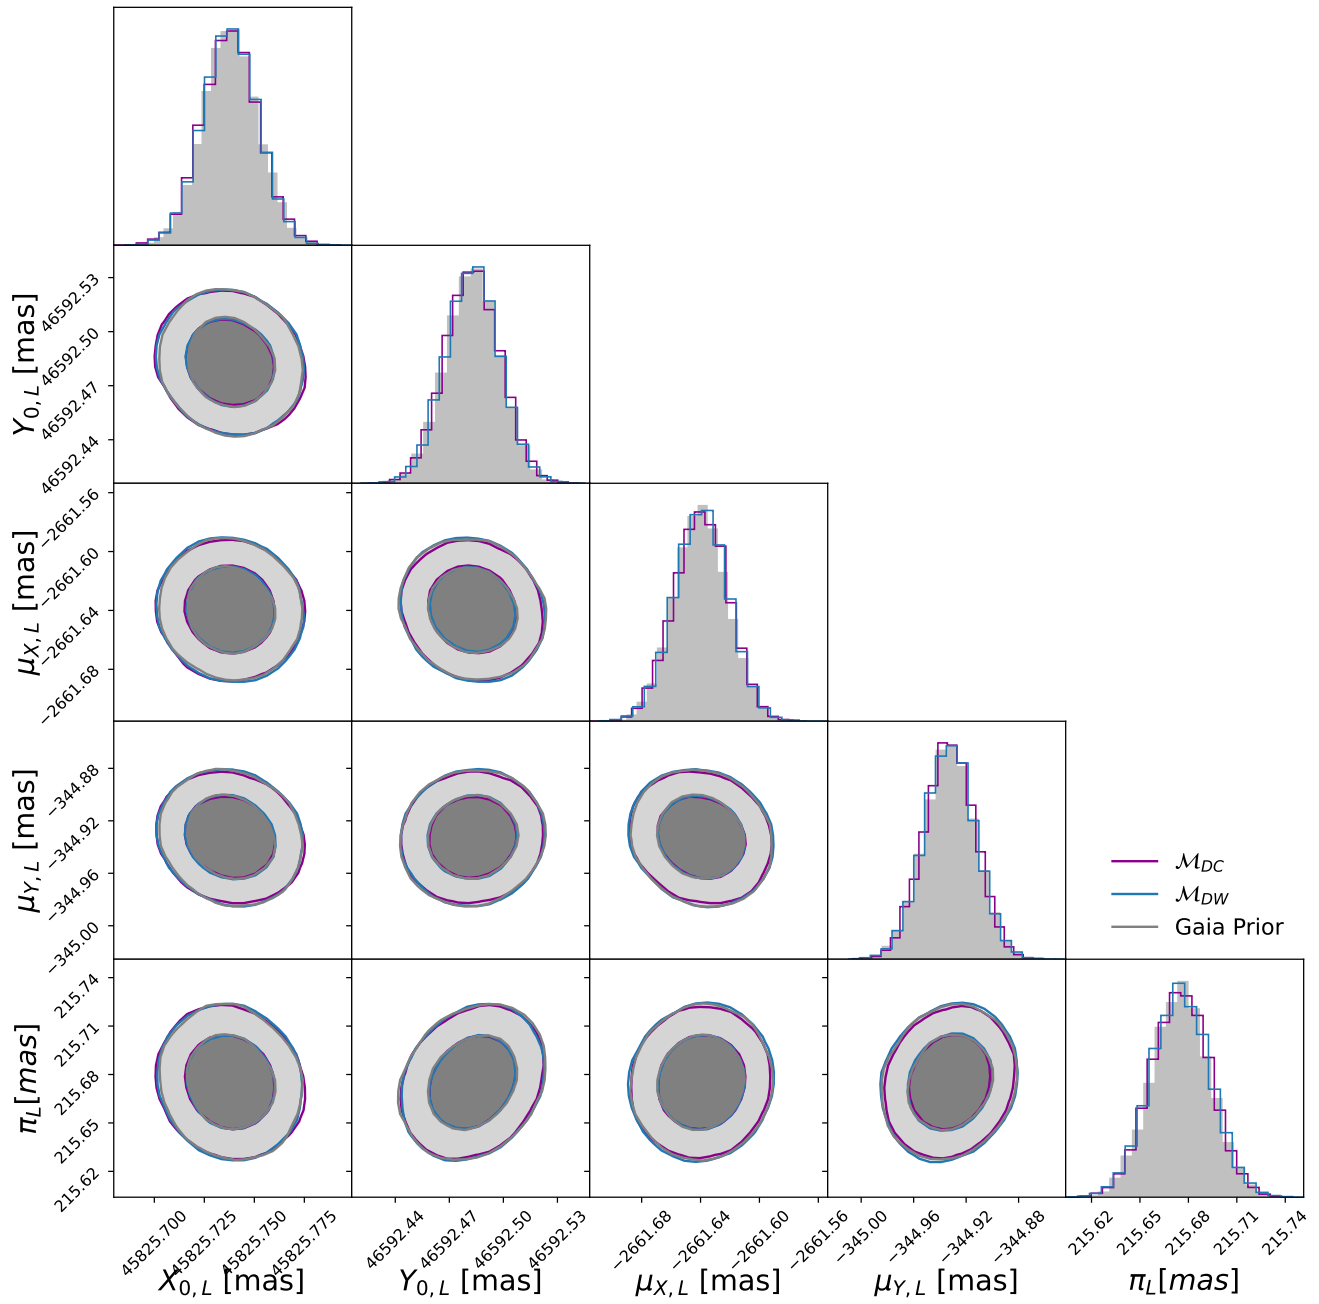 Y0,L [mas]
46592.53
46592.50
46592.47
46592.44
μX,L [mas]
−2661.56
−2661.60
−2661.64
−2661.68
μY,L [mas]
−344.88
−344.92
−344.96
−345.00
ℳDC
ℳDW
Gaia Prior
πL[mas]
215.74
215.71
215.68
215.65
215.62
45825.700 45825.725 45825.750 45825.775 46592.44 46592.47 46592.50 46592.53 −2661.68 −2661.64 −2661.60 −2661.56 −345.00 −344.96 −344.92 −344.88 215.62 215.65 215.68 215.71 215.74
X0,L [mas] Y0,L [mas] μX,L [mas] μY,L [mas] πL[mas]